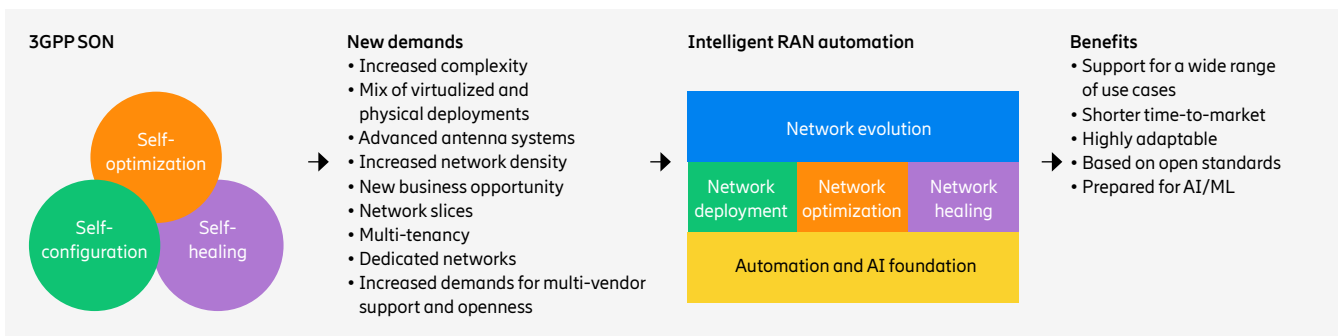 3GPP SON
Self-
optimization
Self-
configuration
Self-
healing
New demands
• Increased complexity
• Mix of virtualized and
physical deployments
• Advanced antenna systems
• Increased network density
• New business opportunity
• Network slices
• Multi-tenancy
• Dedicated networks
• Increased demands for multi-vendor
support and openness
Intelligent RAN automation
Network evolution
Network
deployment
Network
optimization
Network
healing
Automation and AI foundation
Benefits
• Support for a wide range
of use cases
• Shorter time-to-market
• Highly adaptable
• Based on open standards
• Prepared for AI/ML